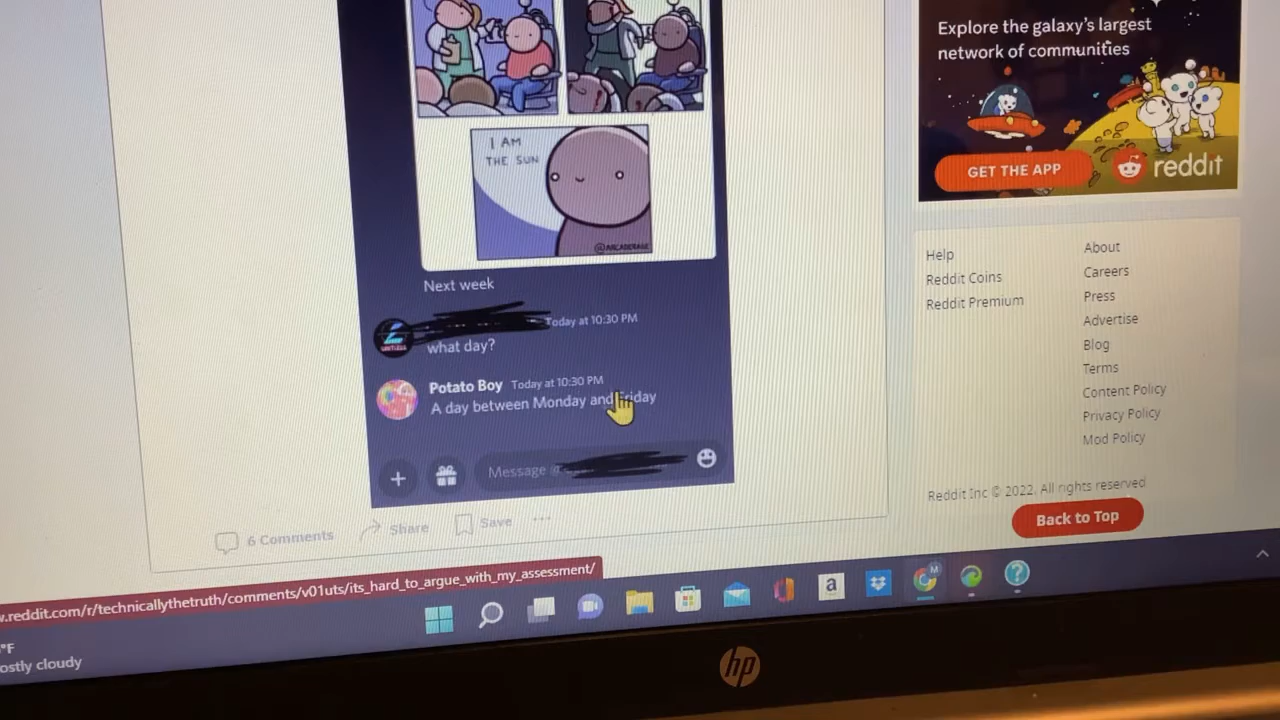 Explore the galaxy's largest
network of communities
GET THE APP
reddit
I AM
THE SUN
Next week
Today at 10:30 PM
what day?
Potato Boy Today at 10:30 PM
A day between Monday and Friday
Message @
6 Comments Share Save ...
Help
Reddit Coins
Reddit Premium
About
Careers
Press
Advertise
Blog
Terms
Content Policy
Privacy Policy
Mod Policy
Reddit Inc © 2022. All rights reserved
Back to Top
w.reddit.com/r/technicallythetruth/comments/v01uts/its_hard_to_argue_with_my_assessment/
°F
ostly cloudy
a
M
hp